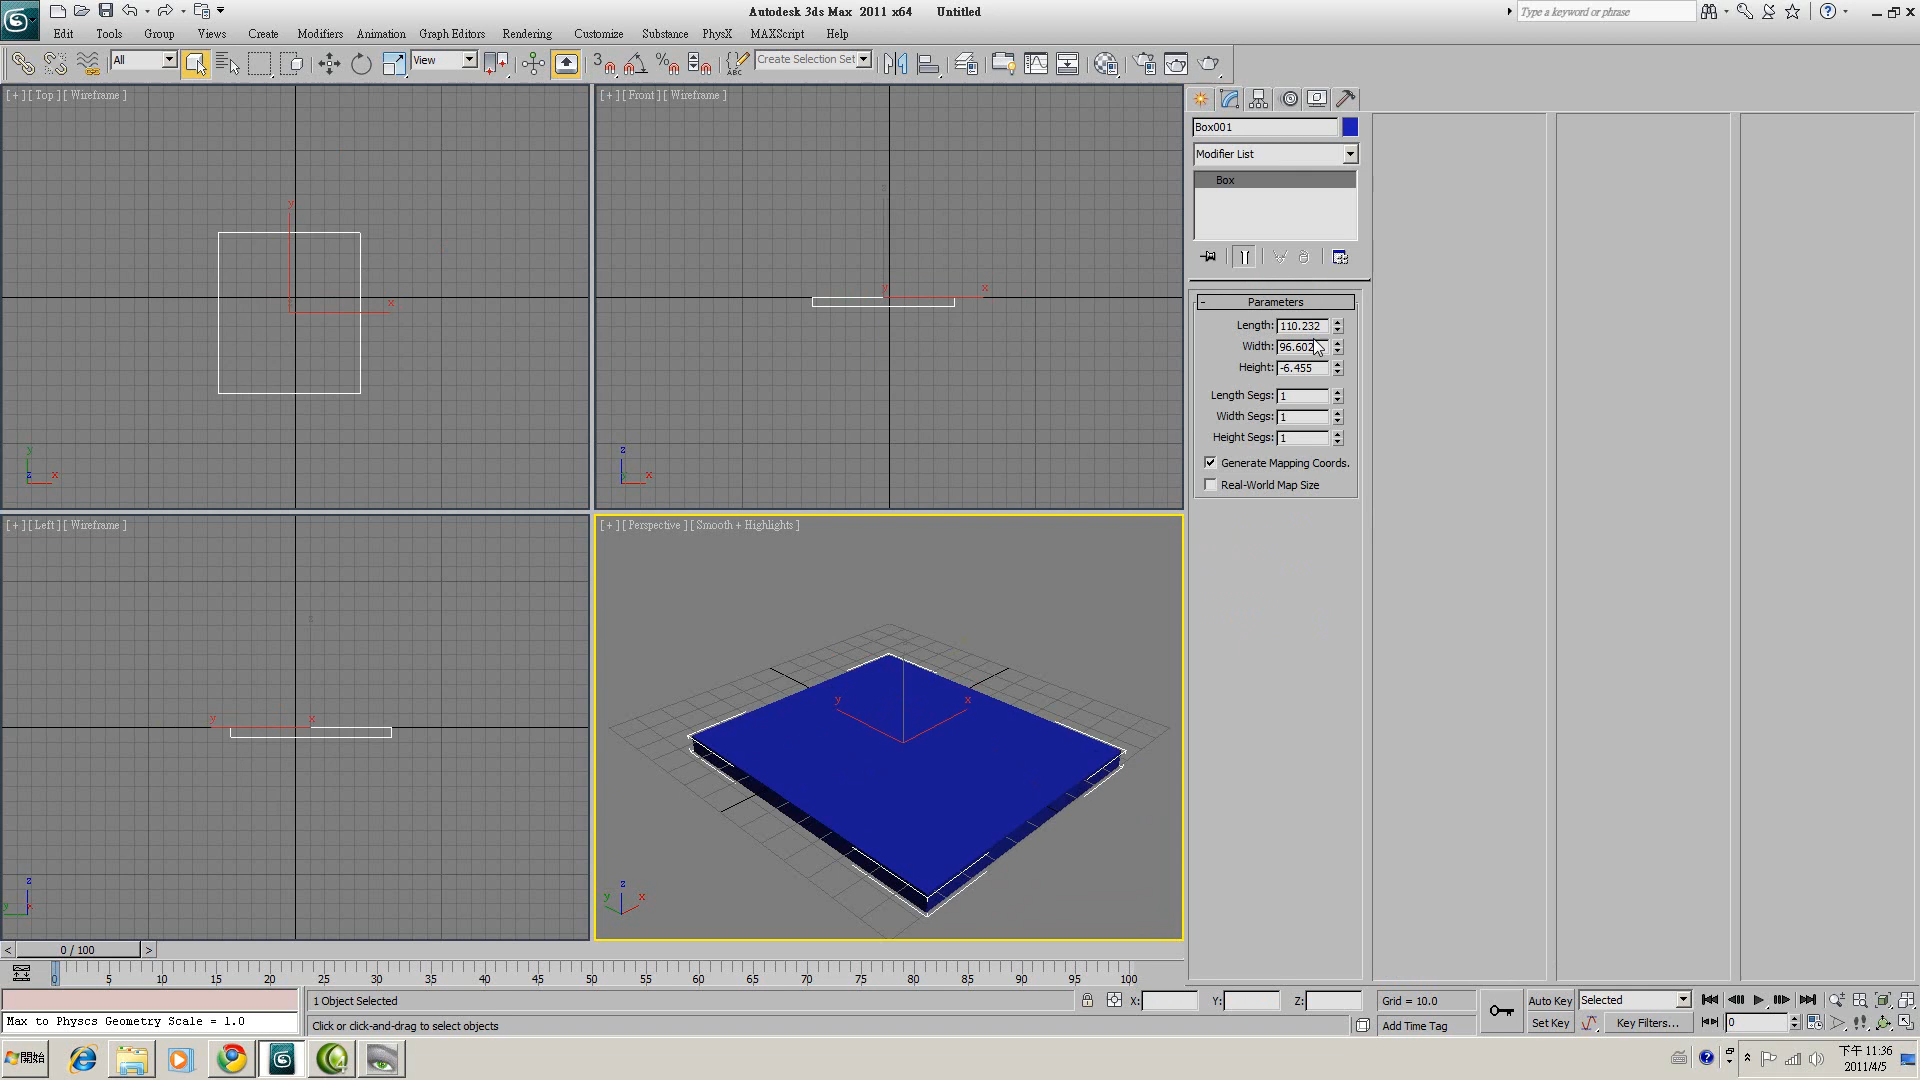 Autodesk 3ds Max 2011 x64 Untitled
Type a keyword or phrase
Edit Tools Group Views Create Modifiers Animation Graph Editors Rendering Customize Substance PhysX MAXScript Help
All View 3 ABC Create Selection Set
[ + ] [ Top ] [ Wireframe ]
[ + ] [ Front ] [ Wireframe ]
Box001
Modifier List
Box
y
x
y x
- Parameters
Length: 110.232
Width: 96.602
Height: -6.455
Length Segs: 1
Width Segs: 1
Height Segs: 1
Generate Mapping Coords.
Real-World Map Size
y
z x
z
y x
[ + ] [ Left ] [ Wireframe ]
[ + ] [ Perspective ] [ Smooth + Highlights ]
y x
y x
z
y x
z
y x
< 0 / 100 >
0 5 10 15 20 25 30 35 40 45 50 55 60 65 70 75 80 85 90 95 100
1 Object Selected X: Y: Z: Grid = 10.0 Auto Key Selected
Max to Physcs Geometry Scale = 1.0
Click or click-and-drag to select objects Add Time Tag Set Key Key Filters... 0
開始
下午 11:36
2011/4/5